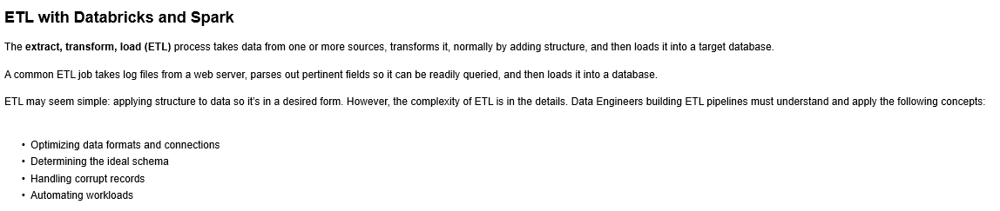 ETL with Databricks and Spark
The extract, transform, load (ETL) process takes data from one or more sources, transforms it, normally by adding structure, and then loads it into a target database.
A common ETL job takes log files from a web server, parses out pertinent fields so it can be readily queried, and then loads it into a database.
ETL may seem simple: applying structure to data so it’s in a desired form. However, the complexity of ETL is in the details. Data Engineers building ETL pipelines must understand and apply the following concepts:
• Optimizing data formats and connections
• Determining the ideal schema
• Handling corrupt records
• Automating workloads